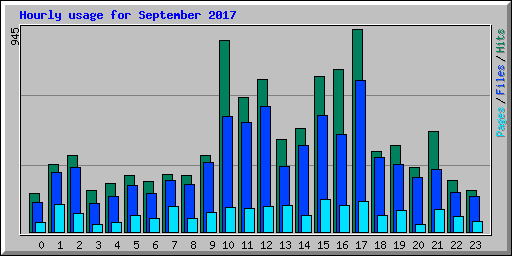 Hourly usage for September 2017
945
Pages/Files/Hits
0 1 2 3 4 5 6 7 8 9 10 11 12 13 14 15 16 17 18 19 20 21 22 23